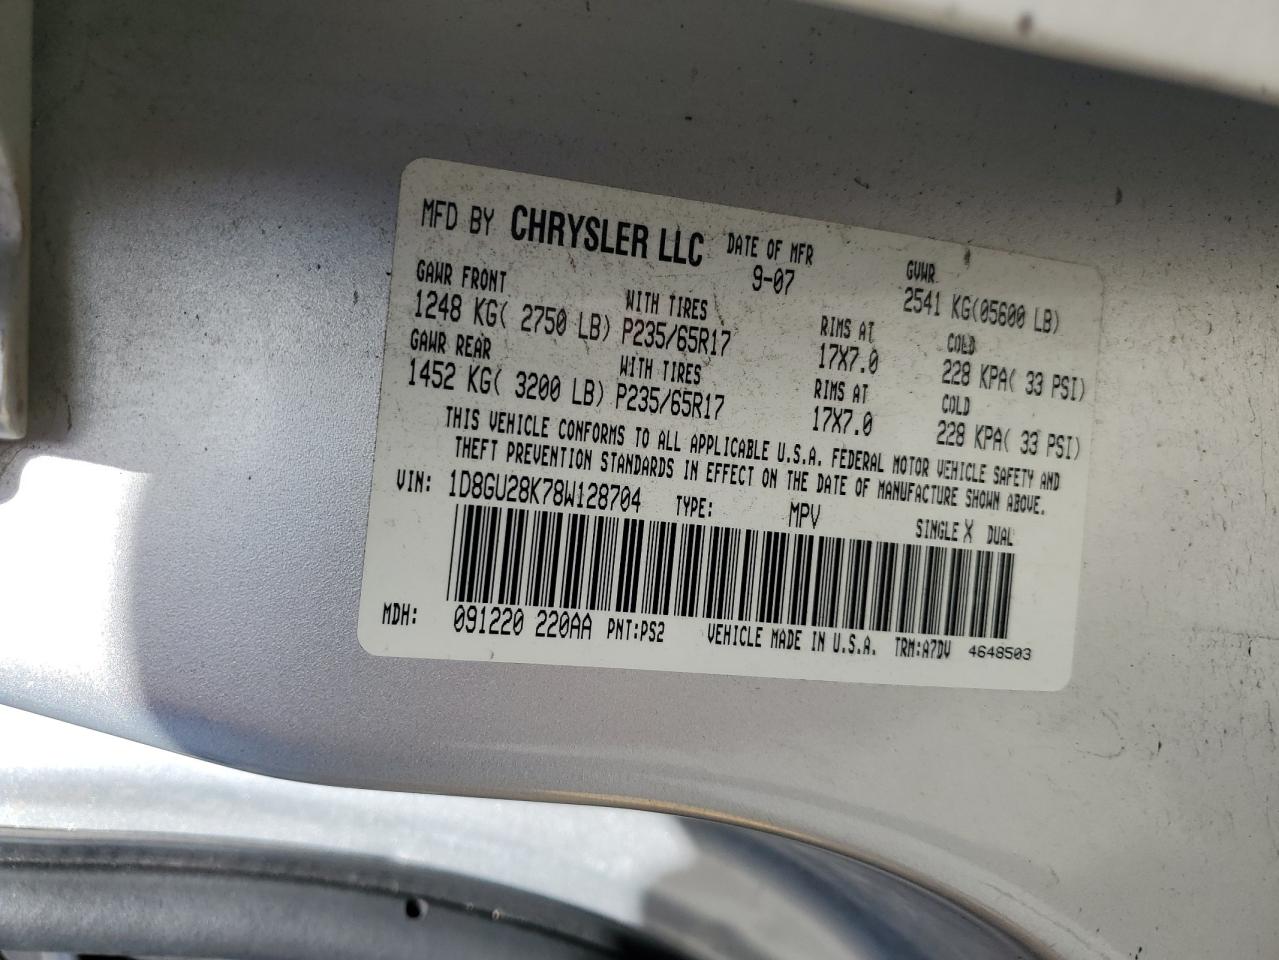 MFD BY CHRYSLER LLC DATE OF MFR GVWR
9-07 2541 KG(05600 LB)
GAWR FRONT WITH TIRES RIMS AT COLD
1248 KG( 2750 LB) P235/65R17 17X7.0 228 KPA( 33 PSI)
GAWR REAR WITH TIRES RIMS AT COLD
1452 KG( 3200 LB) P235/65R17 17X7.0 228 KPA( 33 PSI)
THIS VEHICLE CONFORMS TO ALL APPLICABLE U.S.A. FEDERAL MOTOR VEHICLE SAFETY AND
THEFT PREVENTION STANDARDS IN EFFECT ON THE DATE OF MANUFACTURE SHOWN ABOVE.
VIN: 1D8GU28K78W128704 TYPE: MPV SINGLE X DUAL
MDH: 091220 220AA PNT:PS2 VEHICLE MADE IN U.S.A. TRM:A7DV 4648503